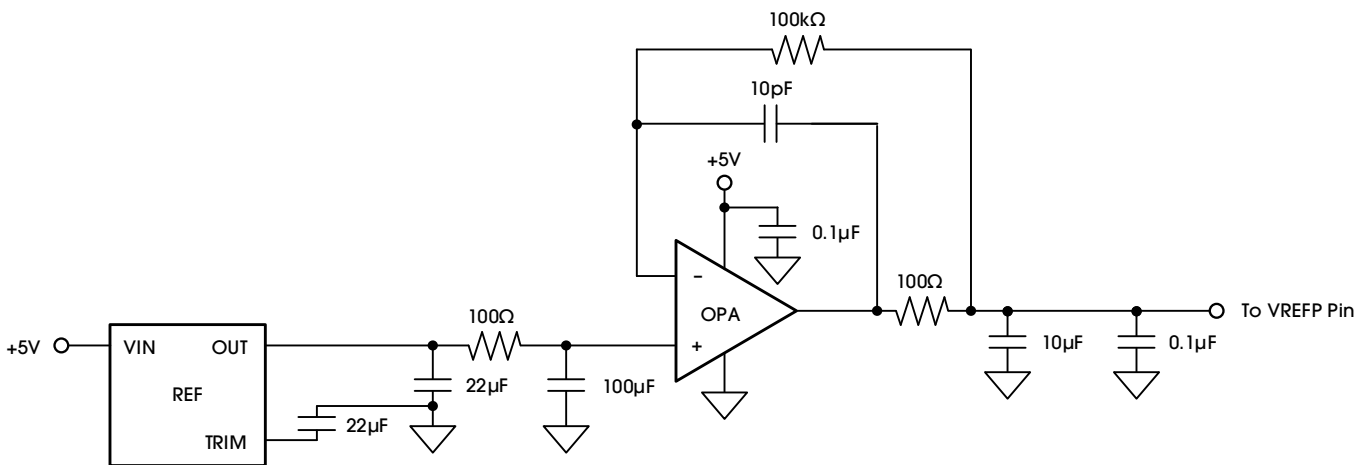 100kΩ
10pF
+5V
0.1µF
−
OPA
+
100Ω
To VREFP Pin
10µF
0.1µF
100Ω
+5V
VIN
OUT
REF
TRIM
22µF
22µF
100µF